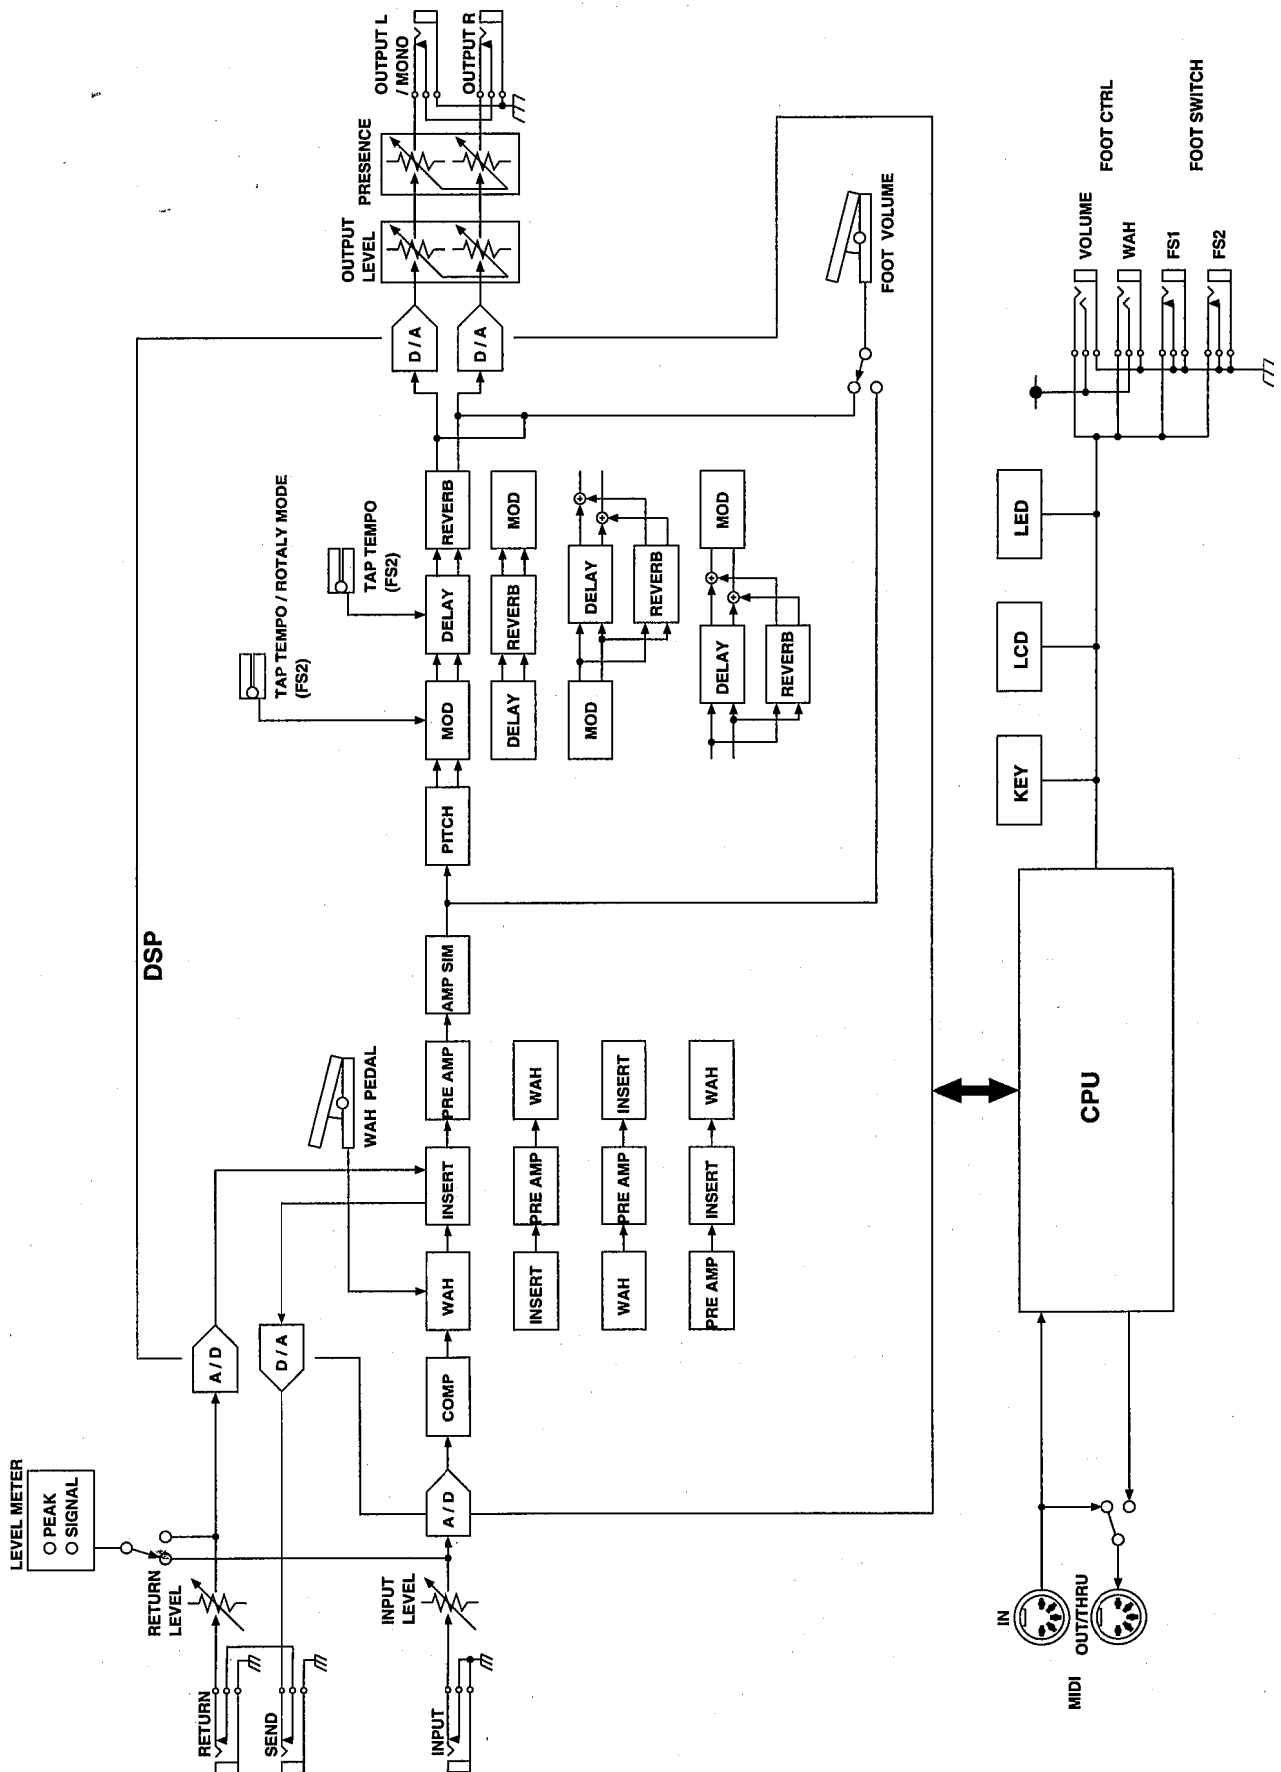 LEVEL METER
PEAK
SIGNAL
RETURN
LEVEL
RETURN
SEND
INPUT
INPUT
LEVEL
A / D
D / A
A / D
DSP
COMP
WAH
INSERT
PRE AMP
AMP SIM
PITCH
MOD
DELAY
REVERB
WAH PEDAL
TAP TEMPO / ROTALY MODE
(FS2)
TAP TEMPO
(FS2)
INSERT
PRE AMP
WAH
WAH
PRE AMP
INSERT
PRE AMP
INSERT
WAH
DELAY
REVERB
MOD
MOD
DELAY
REVERB
DELAY
REVERB
MOD
D / A
D / A
OUTPUT
LEVEL
PRESENCE
OUTPUT L
/ MONO
OUTPUT R
FOOT VOLUME
MIDI
IN
OUT/THRU
CPU
KEY
LCD
LED
VOLUME
WAH
FS1
FS2
FOOT CTRL
FOOT SWITCH